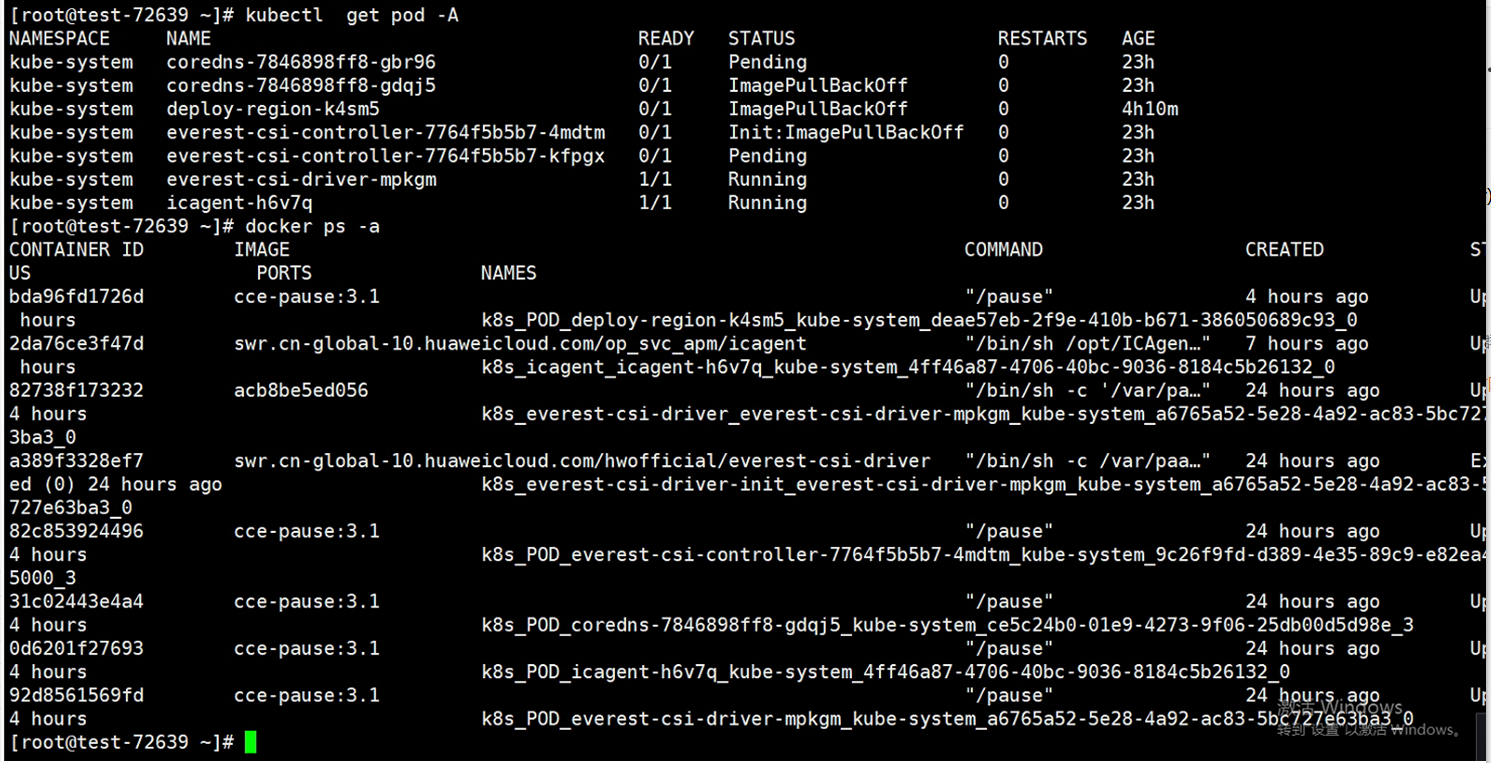 [root@test-72639 ~]# kubectl  get pod -A
NAMESPACE     NAME                                      READY   STATUS                  RESTARTS   AGE
kube-system   coredns-7846898ff8-gbr96                  0/1     Pending                 0          23h
kube-system   coredns-7846898ff8-gdqj5                  0/1     ImagePullBackOff        0          23h
kube-system   deploy-region-k4sm5                       0/1     ImagePullBackOff        0          4h10m
kube-system   everest-csi-controller-7764f5b5b7-4mdtm   0/1     Init:ImagePullBackOff   0          23h
kube-system   everest-csi-controller-7764f5b5b7-kfpgx   0/1     Pending                 0          23h
kube-system   everest-csi-driver-mpkgm                  1/1     Running                 0          23h
kube-system   icagent-h6v7q                             1/1     Running                 0          23h
[root@test-72639 ~]# docker ps -a
CONTAINER ID        IMAGE                                                            COMMAND                  CREATED             ST
US                    PORTS               NAMES
bda96fd1726d        cce-pause:3.1                                                    "/pause"                 4 hours ago         Up
 hours                                    k8s_POD_deploy-region-k4sm5_kube-system_deae57eb-2f9e-410b-b671-386050689c93_0
2da76ce3f47d        swr.cn-global-10.huaweicloud.com/op_svc_apm/icagent              "/bin/sh /opt/ICAgen…"   7 hours ago         Up
 hours                                    k8s_icagent_icagent-h6v7q_kube-system_4ff46a87-4706-40bc-9036-8184c5b26132_0
82738f173232        acb8be5ed056                                                     "/bin/sh -c '/var/pa…"   24 hours ago        Up
4 hours                                   k8s_everest-csi-driver_everest-csi-driver-mpkgm_kube-system_a6765a52-5e28-4a92-ac83-5bc727
3ba3_0
a389f3328ef7        swr.cn-global-10.huaweicloud.com/hwofficial/everest-csi-driver   "/bin/sh -c /var/paa…"   24 hours ago        Ex
ed (0) 24 hours ago                       k8s_everest-csi-driver-init_everest-csi-driver-mpkgm_kube-system_a6765a52-5e28-4a92-ac83-5
727e63ba3_0
82c853924496        cce-pause:3.1                                                    "/pause"                 24 hours ago        Up
4 hours                                   k8s_POD_everest-csi-controller-7764f5b5b7-4mdtm_kube-system_9c26f9fd-d389-4e35-89c9-e82ea4
5000_3
31c02443e4a4        cce-pause:3.1                                                    "/pause"                 24 hours ago        Up
4 hours                                   k8s_POD_coredns-7846898ff8-gdqj5_kube-system_ce5c24b0-01e9-4273-9f06-25db00d5d98e_3
0d6201f27693        cce-pause:3.1                                                    "/pause"                 24 hours ago        Up
4 hours                                   k8s_POD_icagent-h6v7q_kube-system_4ff46a87-4706-40bc-9036-8184c5b26132_0
92d8561569fd        cce-pause:3.1                                                    "/pause"                 24 hours ago        Up
4 hours                                   k8s_POD_everest-csi-driver-mpkgm_kube-system_a6765a52-5e28-4a92-ac83-5bc727e63ba3_0
[root@test-72639 ~]#
激活 Windows
转到"设置"以激活 Windows。